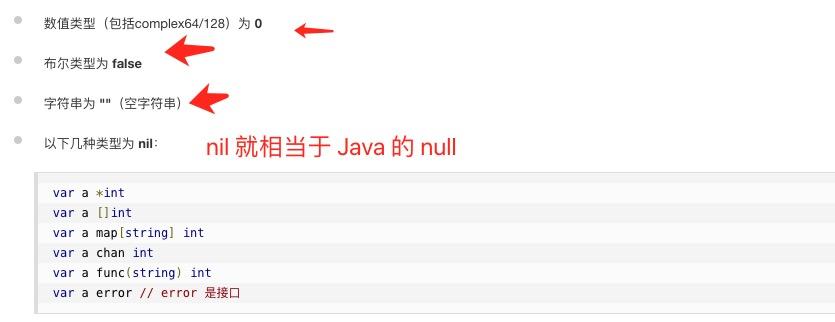 数值类型（包括complex64/128）为 0
布尔类型为 false
字符串为 ""（空字符串）
以下几种类型为 nil：
nil 就相当于 Java 的 null
var a *int
var a []int
var a map[string] int
var a chan int
var a func(string) int
var a error // error 是接口